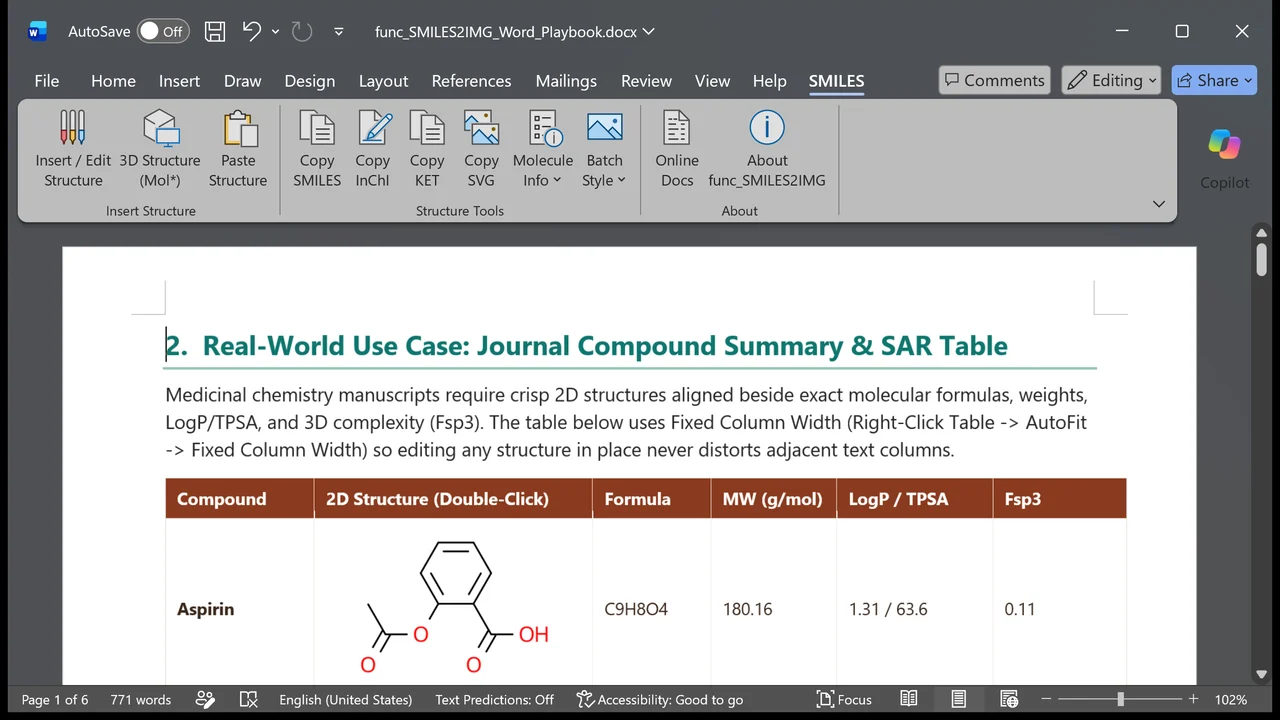 AutoSave Off func_SMILES2IMG_Word_Playbook.docx
File Home Insert Draw Design Layout References Mailings Review View Help SMILES Comments Editing Share
Insert / Edit Structure
3D Structure (Mol*)
Paste Structure
Copy SMILES
Copy InChI
Copy KET
Copy SVG
Molecule Info
Batch Style
Online Docs
About func_SMILES2IMG
Copilot
Insert Structure Structure Tools About
2. Real-World Use Case: Journal Compound Summary & SAR Table
Medicinal chemistry manuscripts require crisp 2D structures aligned beside exact molecular formulas, weights,
LogP/TPSA, and 3D complexity (Fsp3). The table below uses Fixed Column Width (Right-Click Table -> AutoFit
-> Fixed Column Width) so editing any structure in place never distorts adjacent text columns.
Compound 2D Structure (Double-Click) Formula MW (g/mol) LogP / TPSA Fsp3
Aspirin C9H8O4 180.16 1.31 / 63.6 0.11
O OH
O O
Page 1 of 6 771 words English (United States) Text Predictions: Off Accessibility: Good to go Focus 102%